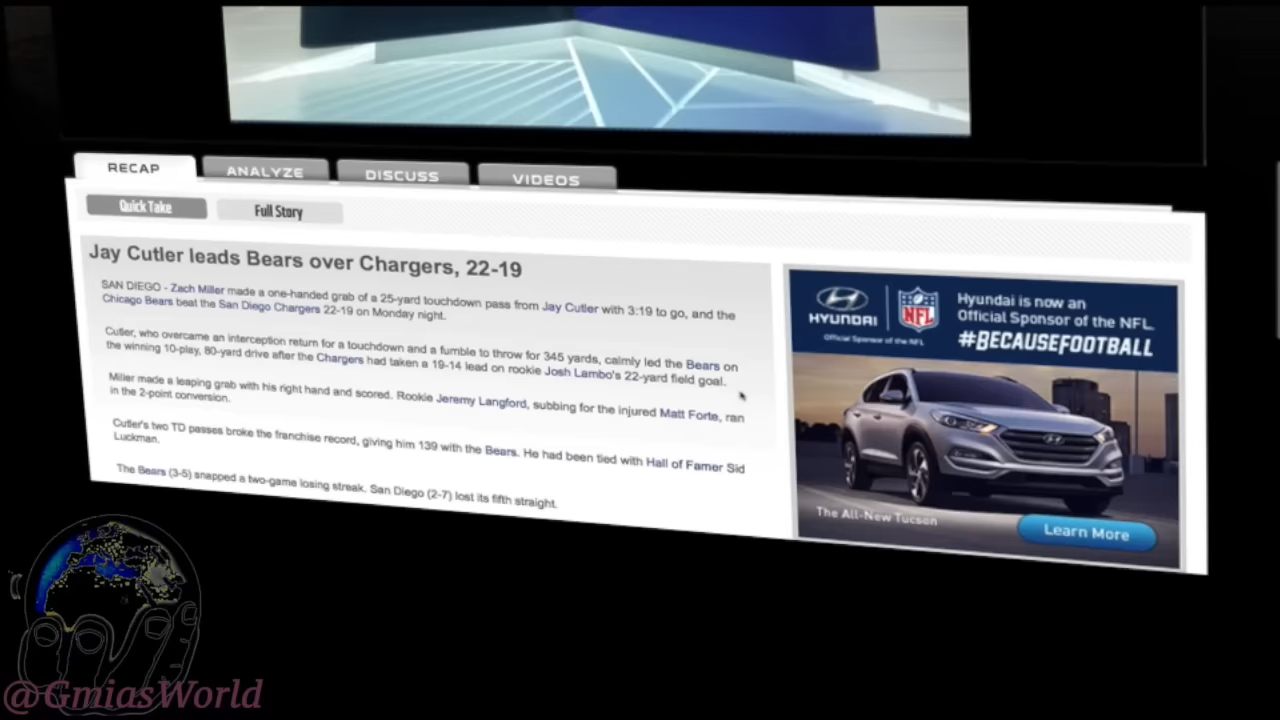 RECAP
ANALYZE
DISCUSS
VIDEOS
Quick Take
Full Story
Jay Cutler leads Bears over Chargers, 22-19
SAN DIEGO - Zach Miller made a one-handed grab of a 25-yard touchdown pass from Jay Cutler with 3:19 to go, and the
Chicago Bears beat the San Diego Chargers 22-19 on Monday night.
Cutler, who overcame an interception return for a touchdown and a fumble to throw for 345 yards, calmly led the Bears on
the winning 10-play, 80-yard drive after the Chargers had taken a 19-14 lead on rookie Josh Lambo's 22-yard field goal.
Miller made a leaping grab with his right hand and scored. Rookie Jeremy Langford, subbing for the injured Matt Forte, ran
in the 2-point conversion.
Cutler's two TD passes broke the franchise record, giving him 139 with the Bears. He had been tied with Hall of Famer Sid
Luckman.
The Bears (3-5) snapped a two-game losing streak. San Diego (2-7) lost its fifth straight.
HYUNDAI
NFL
Official Sponsor of the NFL
Hyundai is now an
Official Sponsor of the NFL.
#BECAUSEFOOTBALL
The All-New Tucson
Learn More
@GmiasWorld